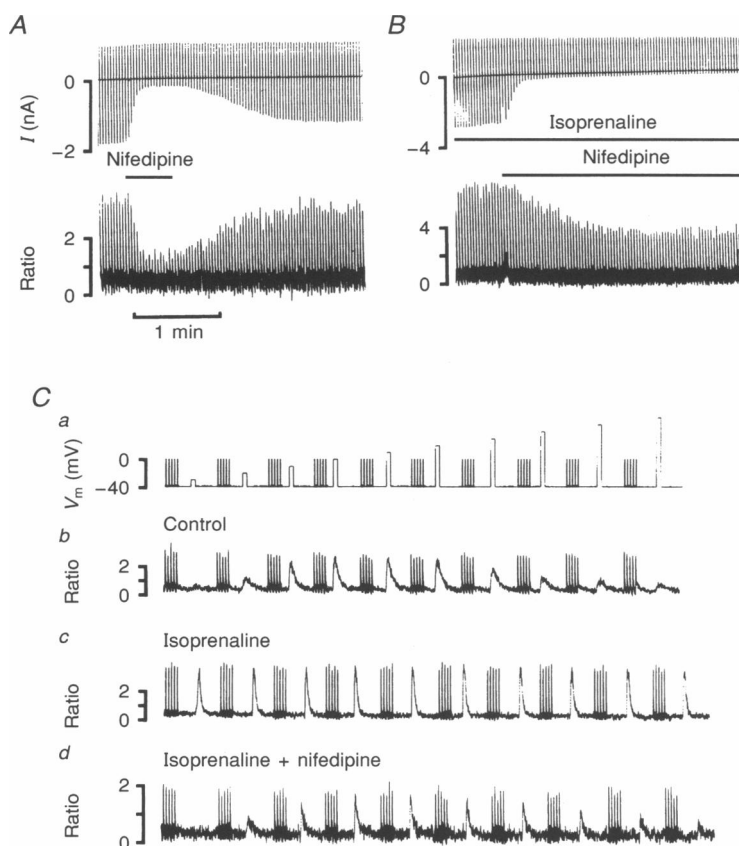 A
B
I (nA)
0
−2
Nifedipine
0
−4
Isoprenaline
Nifedipine
Ratio
2
0
1 min
4
0
C
a
Vm (mV)
0
−40
Control
b
Ratio
2
0
Isoprenaline
c
Ratio
2
0
Isoprenaline + nifedipine
d
Ratio
2
0